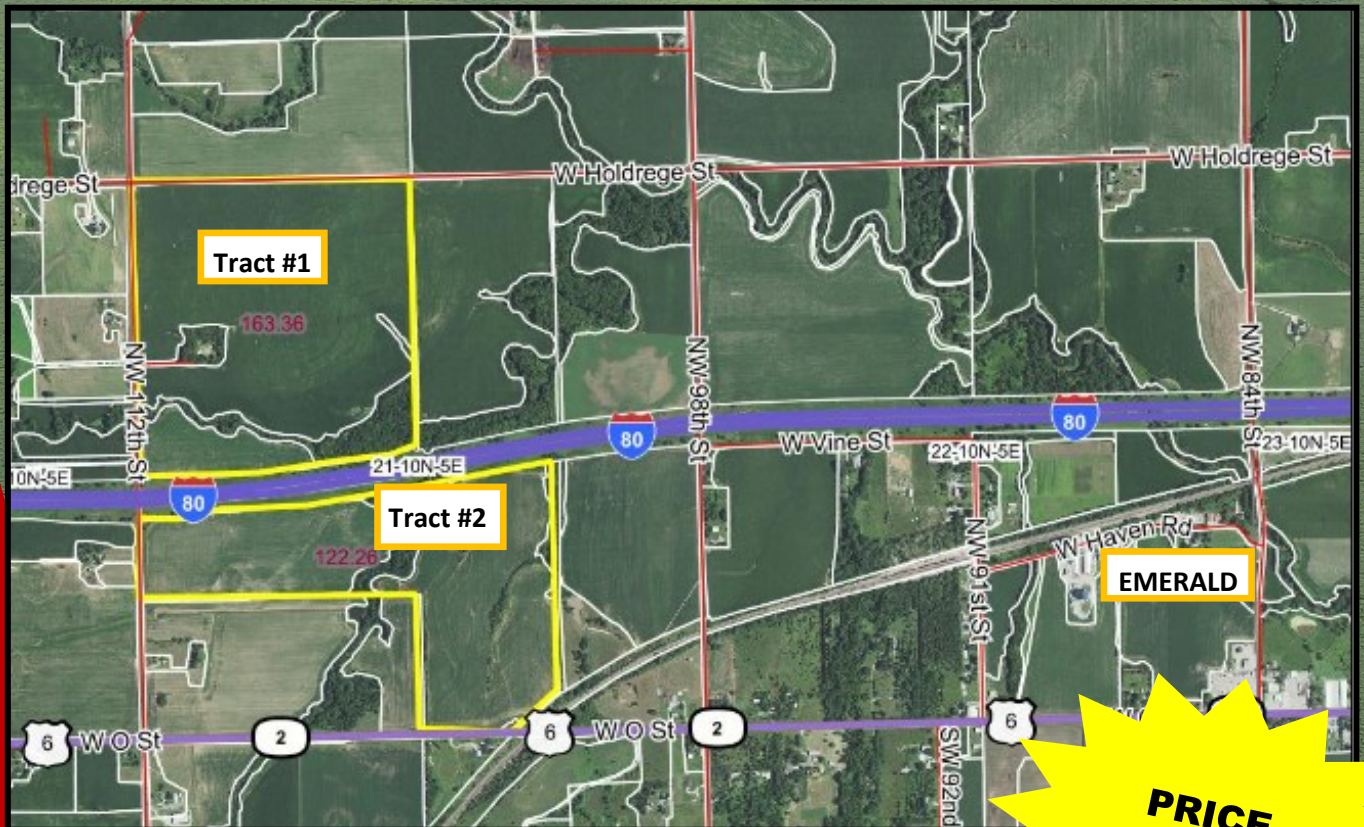 W Holdrege St
W Holdrege St
drege St
Tract #1
163.36
NW 112th St
NW 98th St
NW 84th St
80
80
80
W Vine St
21-10N-5E
22-10N-5E
23-10N-5E
10N-5E
Tract #2
122.26
W Haven Rd
NW 91st St
EMERALD
6
W O St
2
6
W O St
2
6
SW 92nd
PRICE